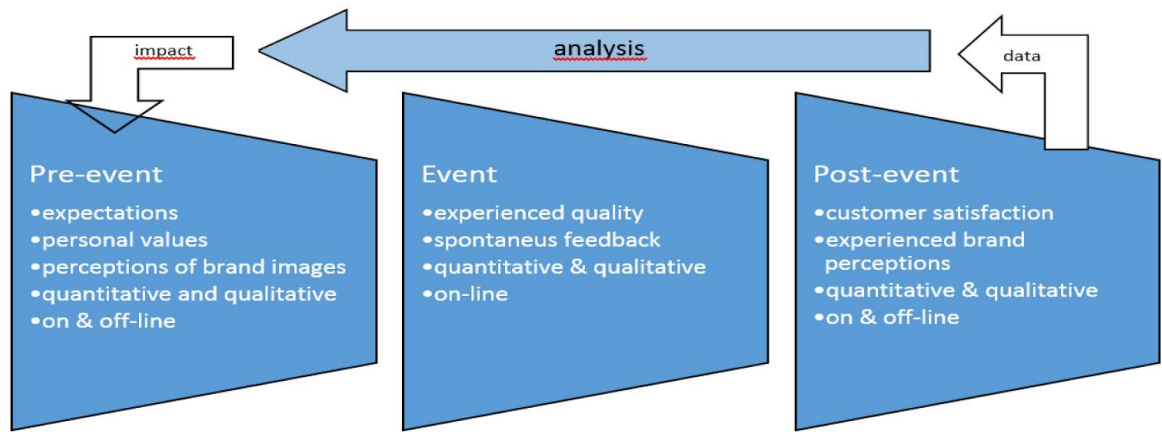 impact
analysis
data
Pre-event
•expectations
•personal values
•perceptions of brand images
•quantitative and qualitative
•on & off-line
Event
•experienced quality
•spontaneus feedback
•quantitative & qualitative
•on-line
Post-event
•customer satisfaction
•experienced brand
perceptions
•quantitative & qualitative
•on & off-line